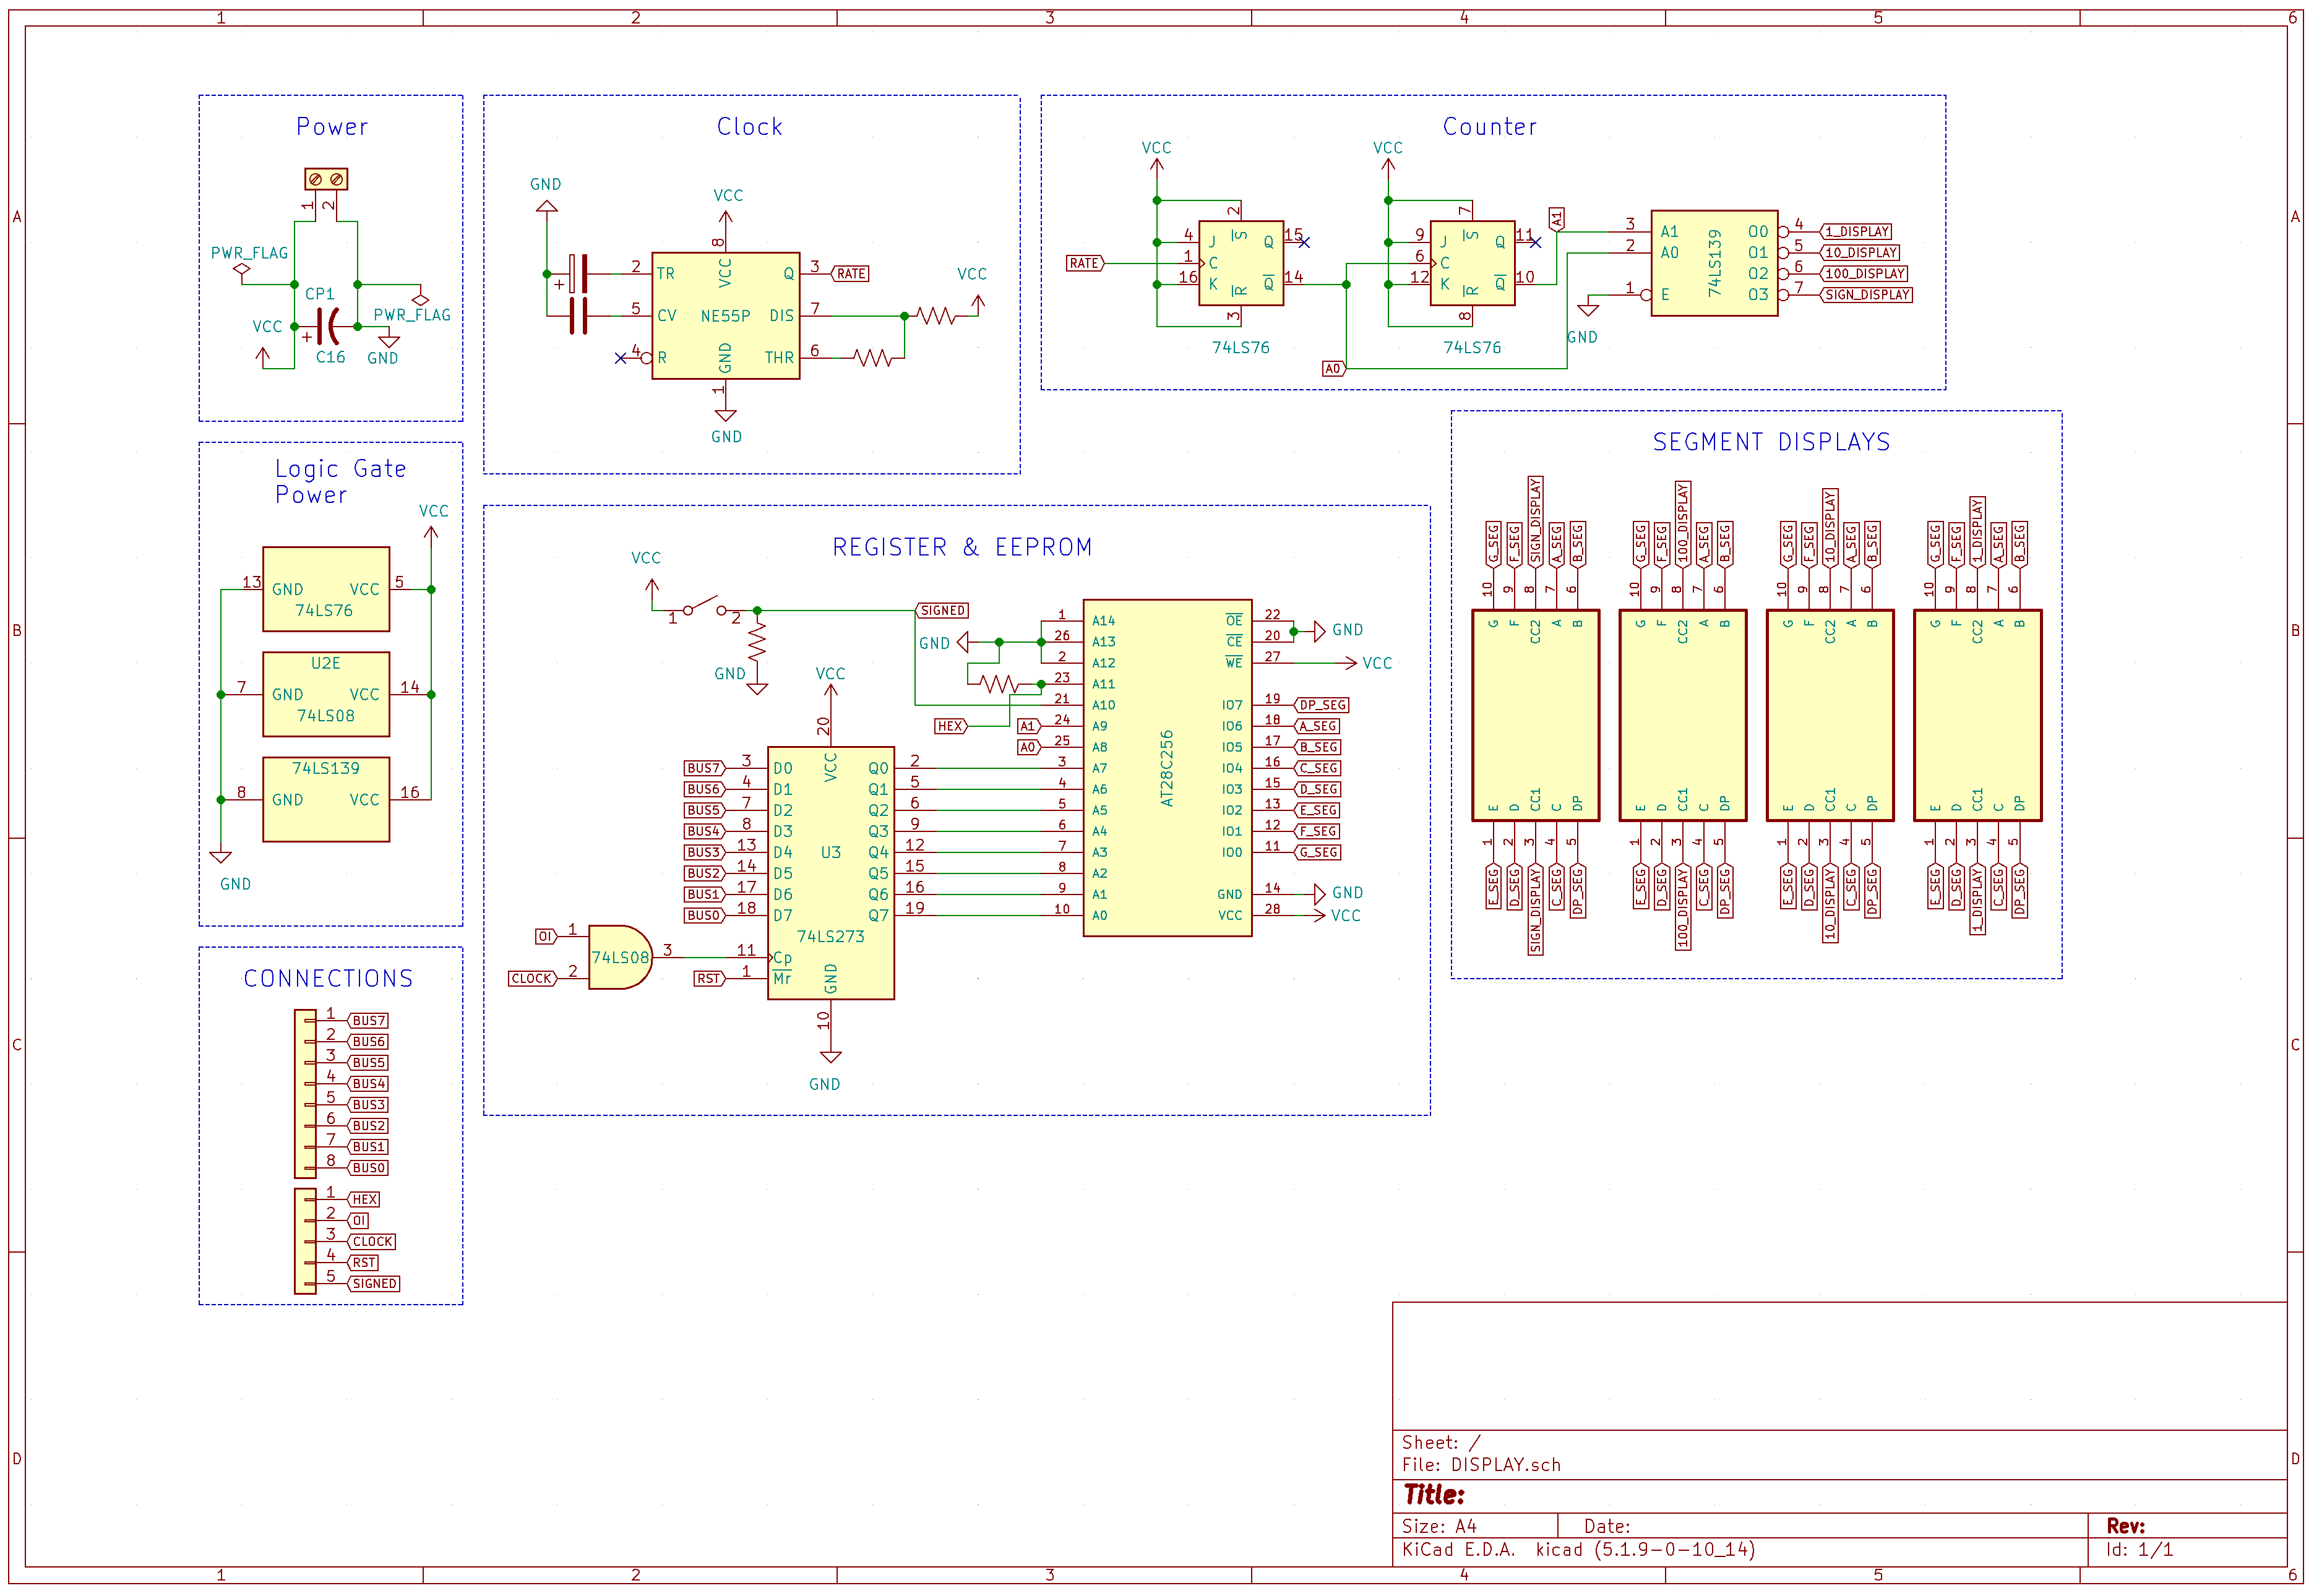 1 2 3 4 5 6
A
B
C
D
Power
1 2
PWR_FLAG
CP1
PWR_FLAG
VCC
+
C16
GND
Clock
GND
VCC
8
+
2 TR
VCC
Q 3 RATE
VCC
5 CV
NE55P
DIS 7
4 R
GND
THR 6
1
GND
Counter
VCC
VCC
2
4 J
S
Q 15
RATE
1 C
16 K
R
Q 14
3
74LS76
7
9 J
S
Q 11
6 C
12 K
R
Q 10
8
74LS76
A0
A1
3 A1
2 A0
1 E
74LS139
GND
O0 4 1_DISPLAY
O1 5 10_DISPLAY
O2 6 100_DISPLAY
O3 7 SIGN_DISPLAY
Logic Gate
Power
VCC
13 GND VCC 5
74LS76
U2E
7 GND VCC 14
74LS08
74LS139
8 GND VCC 16
GND
REGISTER & EEPROM
VCC
1 2
SIGNED
GND
GND
VCC
20
HEX
A1
A0
BUS7 3 D0
BUS6 4 D1
BUS5 7 D2
BUS4 8 D3
BUS3 13 D4
BUS2 14 D5
BUS1 17 D6
BUS0 18 D7
VCC
U3
74LS273
GND
Q0 2
Q1 5
Q2 6
Q3 9
Q4 12
Q5 15
Q6 16
Q7 19
OI 1
74LS08
3
CLOCK 2
11 Cp
RST 1 Mr
10
GND
1 A14
26 A13
2 A12
23 A11
21 A10
24 A9
25 A8
3 A7
4 A6
5 A5
6 A4
7 A3
8 A2
9 A1
10 A0
AT28C256
OE 22
CE 20
GND
WE 27 VCC
IO7 19 DP_SEG
IO6 18 A_SEG
IO5 17 B_SEG
IO4 16 C_SEG
IO3 15 D_SEG
IO2 13 E_SEG
IO1 12 F_SEG
IO0 11 G_SEG
GND 14 GND
VCC 28 VCC
SEGMENT DISPLAYS
G_SEG F_SEG SIGN_DISPLAY A_SEG B_SEG
10 9 8 7 6
G F CC2 A B
E D CC1 C DP
1 2 3 4 5
E_SEG D_SEG SIGN_DISPLAY C_SEG DP_SEG
G_SEG F_SEG 100_DISPLAY A_SEG B_SEG
10 9 8 7 6
G F CC2 A B
E D CC1 C DP
1 2 3 4 5
E_SEG D_SEG 100_DISPLAY C_SEG DP_SEG
G_SEG F_SEG 10_DISPLAY A_SEG B_SEG
10 9 8 7 6
G F CC2 A B
E D CC1 C DP
1 2 3 4 5
E_SEG D_SEG 10_DISPLAY C_SEG DP_SEG
G_SEG F_SEG 1_DISPLAY A_SEG B_SEG
10 9 8 7 6
G F CC2 A B
E D CC1 C DP
1 2 3 4 5
E_SEG D_SEG 1_DISPLAY C_SEG DP_SEG
CONNECTIONS
1 BUS7
2 BUS6
3 BUS5
4 BUS4
5 BUS3
6 BUS2
7 BUS1
8 BUS0
1 HEX
2 OI
3 CLOCK
4 RST
5 SIGNED
Sheet: /
File: DISPLAY.sch
Title:
Size: A4 Date: Rev:
KiCad E.D.A. kicad (5.1.9-0-10_14) Id: 1/1
A
B
C
D
1 2 3 4 5 6